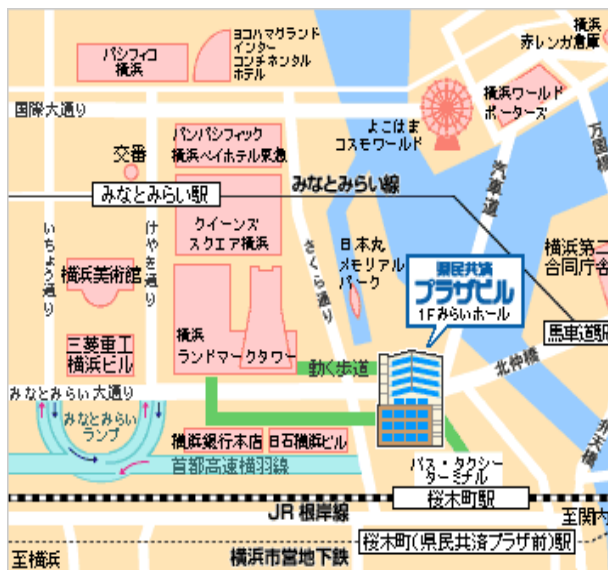 パシフィコ
横浜
ヨコハマグランド
インター
コンチネンタル
ホテル
横浜
赤レンガ倉庫
国際大通り
よこはま
コスモワールド
横浜ワールド
ポーターズ
万国橋
汽車道
パンパシフィック
横浜ベイホテル東急
交番
みなとみらい駅
みなとみらい線
いちょう通り
けやき通り
クイーンズ
スクエア横浜
さくら通り
日本丸
メモリアル
パーク
県民共済
プラザビル
1Fみらいホール
横浜第二
合同庁舎
横浜美術館
三菱重工
横浜ビル
横浜
ランドマークタワー
動く歩道
馬車道駅
北仲橋
みなとみらい大通り
みなとみらい
ランプ
横浜銀行本店
日石横浜ビル
首都高速横羽線
バス・タクシー
ターミナル
桜木町駅
JR根岸線
至関内
桜木町(県民共済プラザ前)駅
至横浜
横浜市営地下鉄